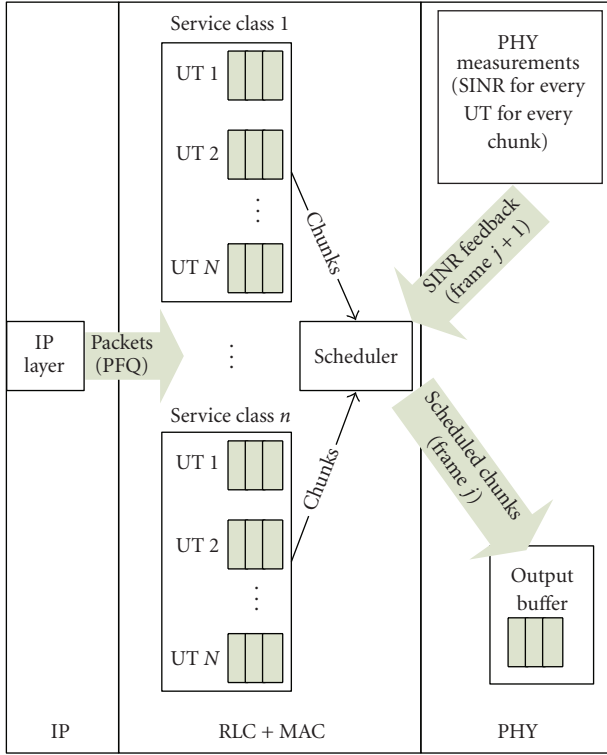 Service class 1
UT 1
UT 2
⋮
UT N
Chunks
PHY
measurements
(SINR for every
UT for every
chunk)
SINR feedback
(frame j + 1)
IP
layer
Packets
(PFQ)
⋮
Scheduler
Service class n
UT 1
UT 2
⋮
UT N
Chunks
Scheduled chunks
(frame j)
Output
buffer
IP
RLC + MAC
PHY